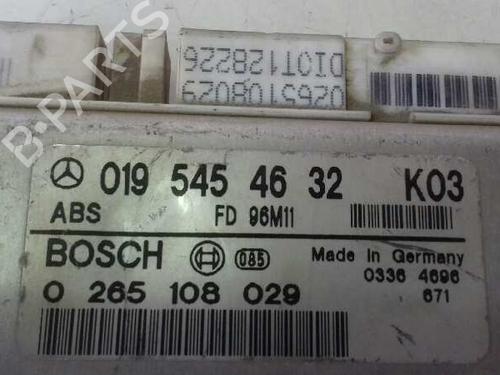 0265108029
DIOT128226
019 545 46 32 K03
ABS FD 96M11
BOSCH 085 Made in Germany
0 265 108 029 0336 4696
671
B-PARTS